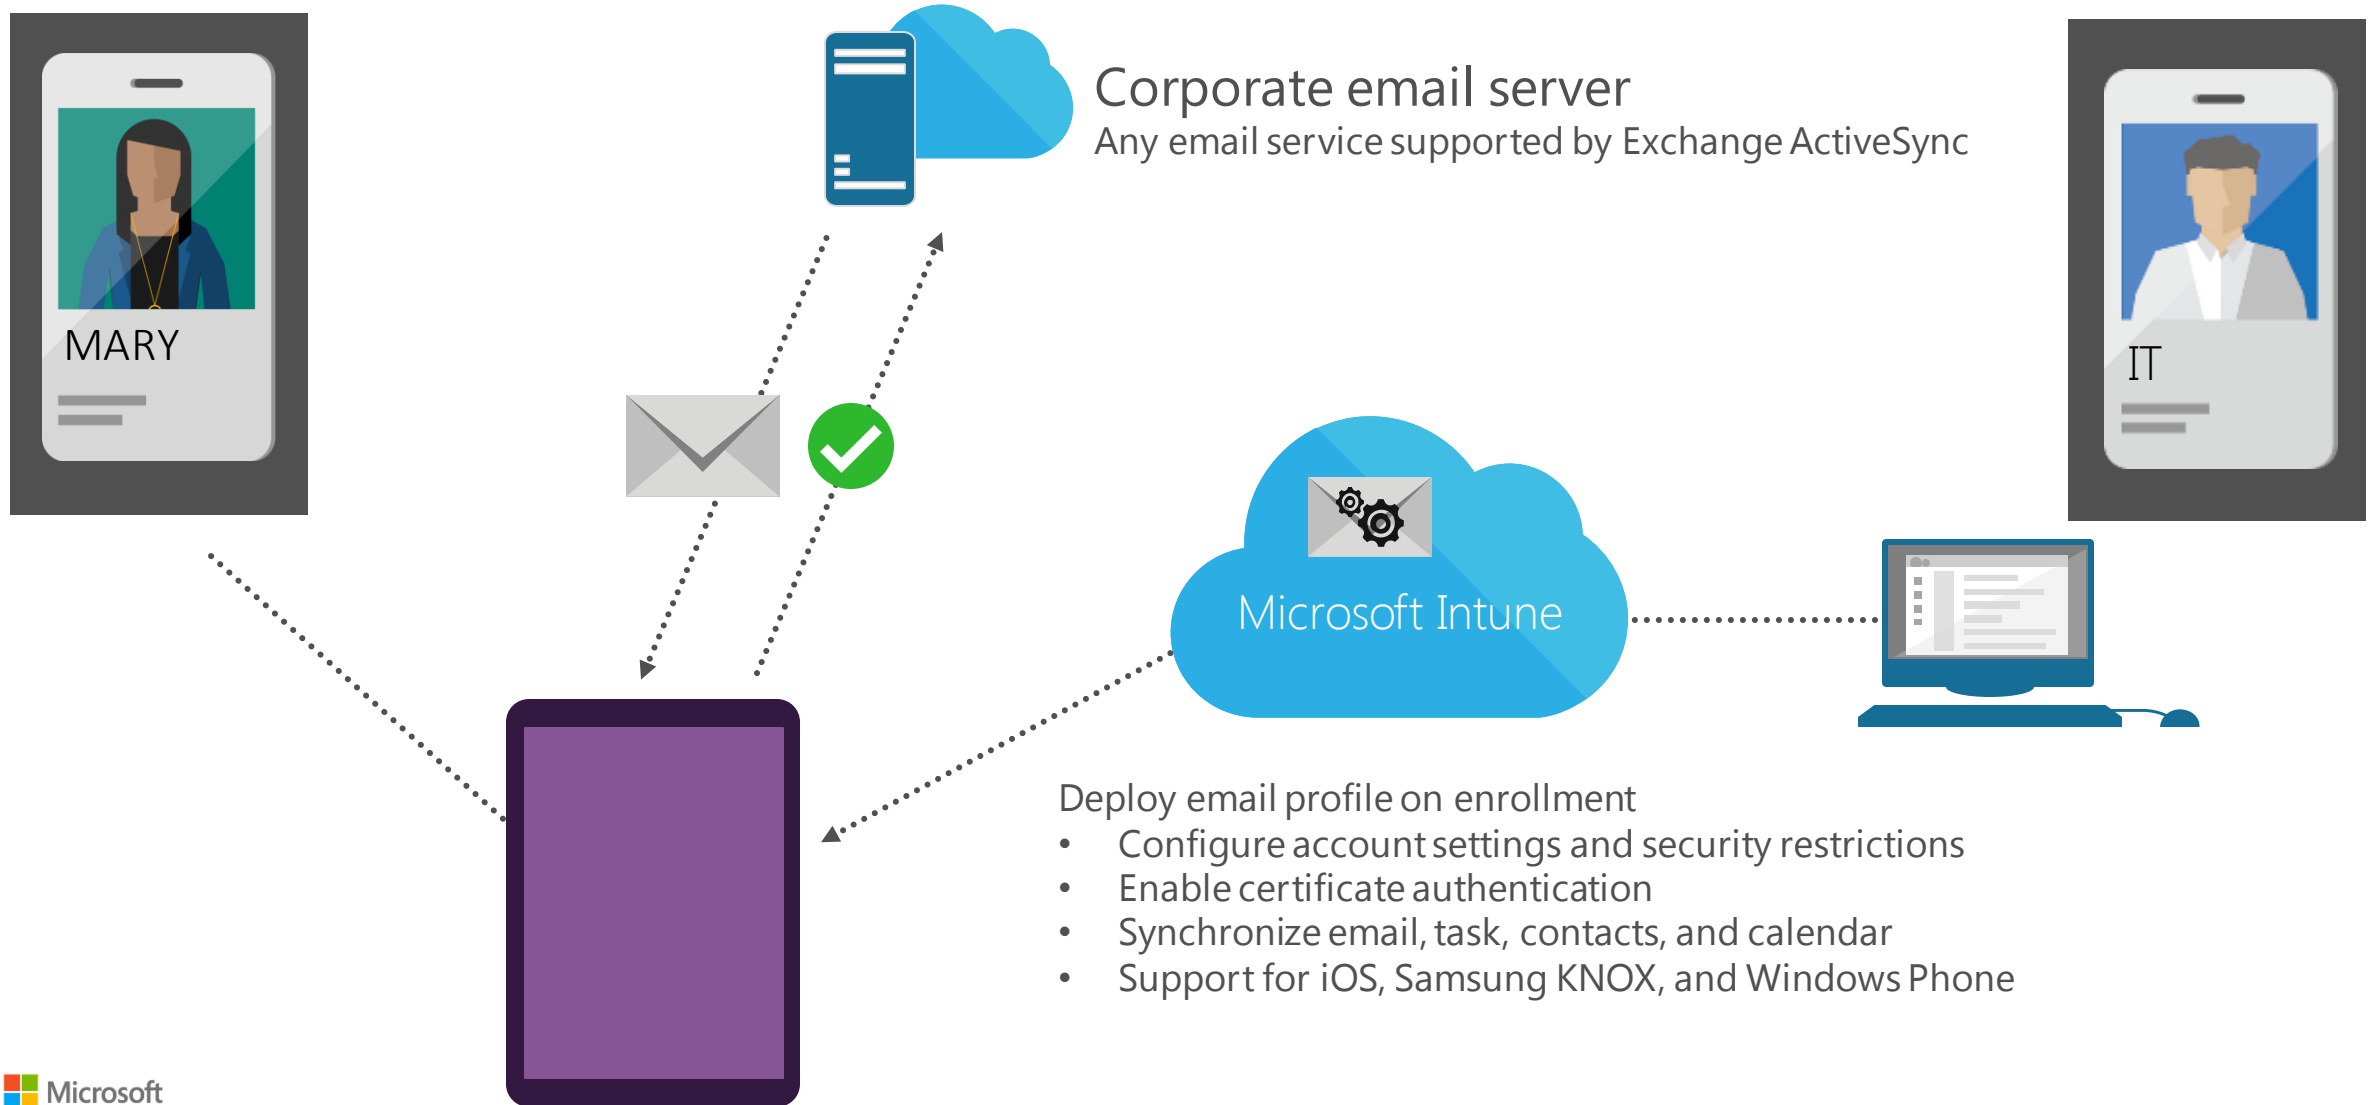 Corporate email server
Any email service supported by Exchange ActiveSync
MARY
IT
Microsoft Intune
Deploy email profile on enrollment
• Configure account settings and security restrictions
• Enable certificate authentication
• Synchronize email, task, contacts, and calendar
• Support for iOS, Samsung KNOX, and Windows Phone
Microsoft